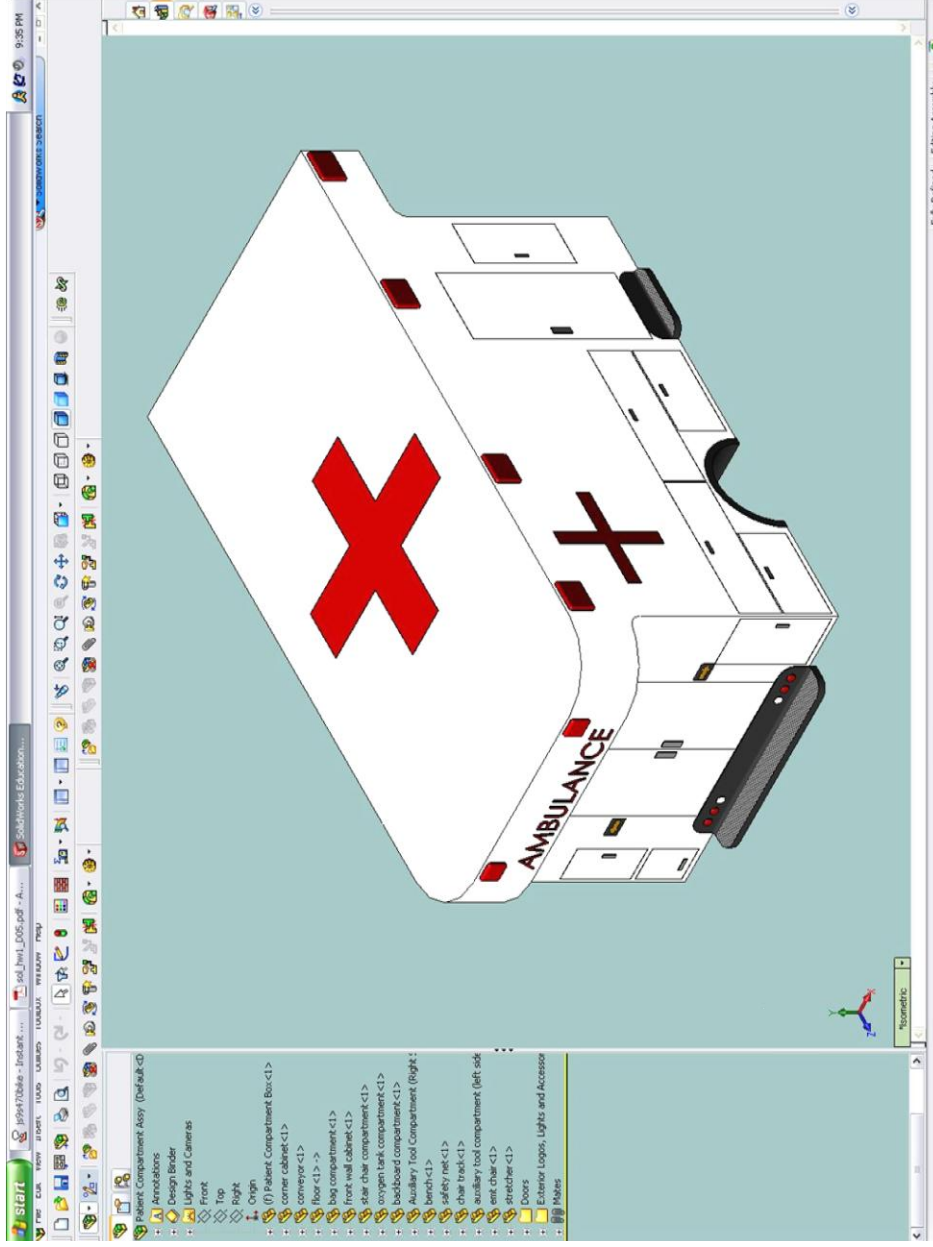 start
js9s470bike - Instant ...
sol_hw1_D05.pdf - A...
SolidWorks Education...
9:35 PM
SolidWorks Search
Patient Compartment Assy (Default<D
Annotations
Design Binder
Lights and Cameras
Front
Top
Right
Origin
(f) Patient Compartment Box<1>
corner cabinet<1>
conveyor<1>
floor<1> ->
bag compartment<1>
front wall cabinet<1>
stair chair compartment<1>
oxygen tank compartment<1>
backboard compartment<1>
Auxiliary Tool Compartment (Right S
bench<1>
safety net<1>
chair track<1>
auxiliary tool compartment (left side
emt chair<1>
stretcher<1>
Doors
Exterior Logos, Lights and Accessor
Mates
AMBULANCE
Y
X
Z
*Isometric